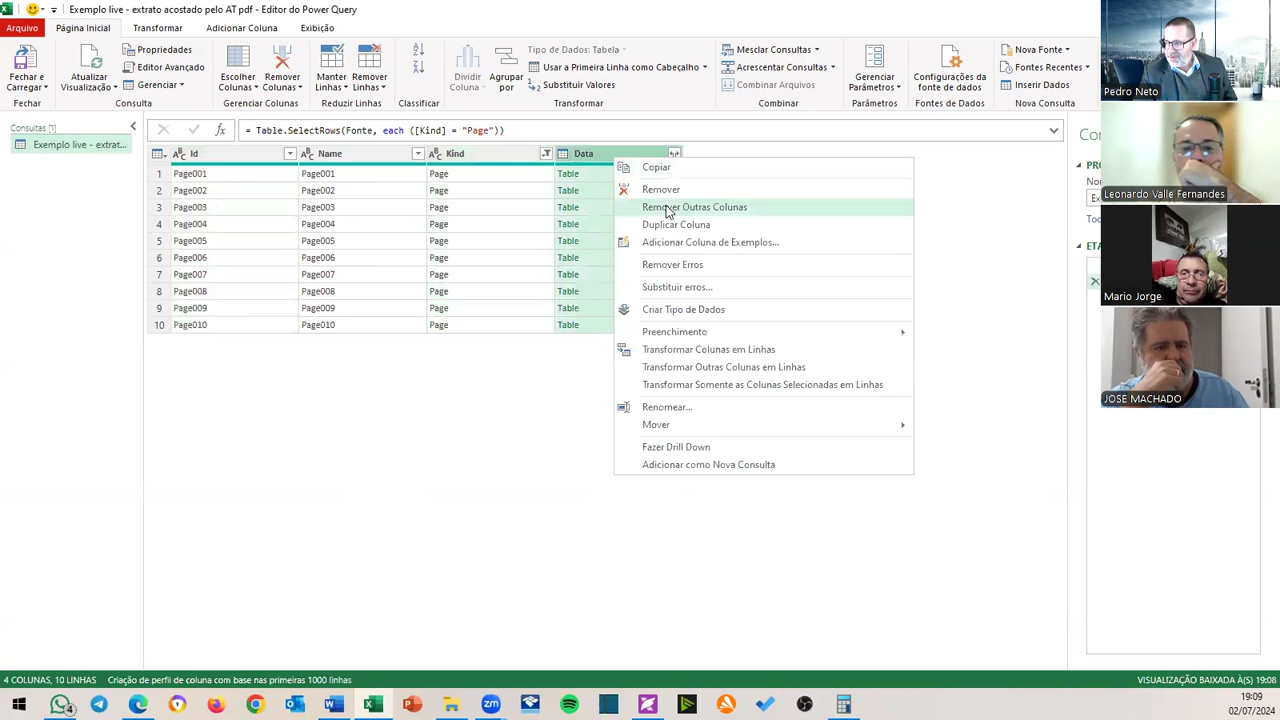 Exemplo live - extrato acostado pelo AT pdf - Editor do Power Query
Arquivo
Página Inicial
Transformar
Adicionar Coluna
Exibição
Fechar e
Carregar
Fechar
Atualizar
Visualização
Propriedades
Editor Avançado
Gerenciar
Consulta
Escolher
Colunas
Remover
Colunas
Gerenciar Colunas
Manter
Linhas
Remover
Linhas
Reduzir Linhas
Classificar
Dividir
Coluna
Agrupar
por
Tipo de Dados: Tabela
Usar a Primeira Linha como Cabeçalho
Substituir Valores
Transformar
Mesclar Consultas
Acrescentar Consultas
Combinar Arquivos
Combinar
Gerenciar
Parâmetros
Parâmetros
Configurações da
fonte de dados
Fontes de Dados
Nova Fonte
Fontes Recentes
Inserir Dados
Nova Consulta
Pedro Neto
Leonardo Valle Fernandes
Mario Jorge
JOSE MACHADO
Consultas [1]
Exemplo live - extrat...
= Table.SelectRows(Fonte, each ([Kind] = "Page"))
Id Name Kind Data
1 Page001 Page001 Page Table
2 Page002 Page002 Page Table
3 Page003 Page003 Page Table
4 Page004 Page004 Page Table
5 Page005 Page005 Page Table
6 Page006 Page006 Page Table
7 Page007 Page007 Page Table
8 Page008 Page008 Page Table
9 Page009 Page009 Page Table
10 Page010 Page010 Page Table
Copiar
Remover
Remover Outras Colunas
Duplicar Coluna
Adicionar Coluna de Exemplos...
Remover Erros
Substituir erros...
Criar Tipo de Dados
Preenchimento
Transformar Colunas em Linhas
Transformar Outras Colunas em Linhas
Transformar Somente as Colunas Selecionadas em Linhas
Renomear...
Mover
Fazer Drill Down
Adicionar como Nova Consulta
4 COLUNAS, 10 LINHAS
Criação de perfil de coluna com base nas primeiras 1000 linhas
VISUALIZAÇÃO BAIXADA À(S) 19:08
19:09
02/07/2024